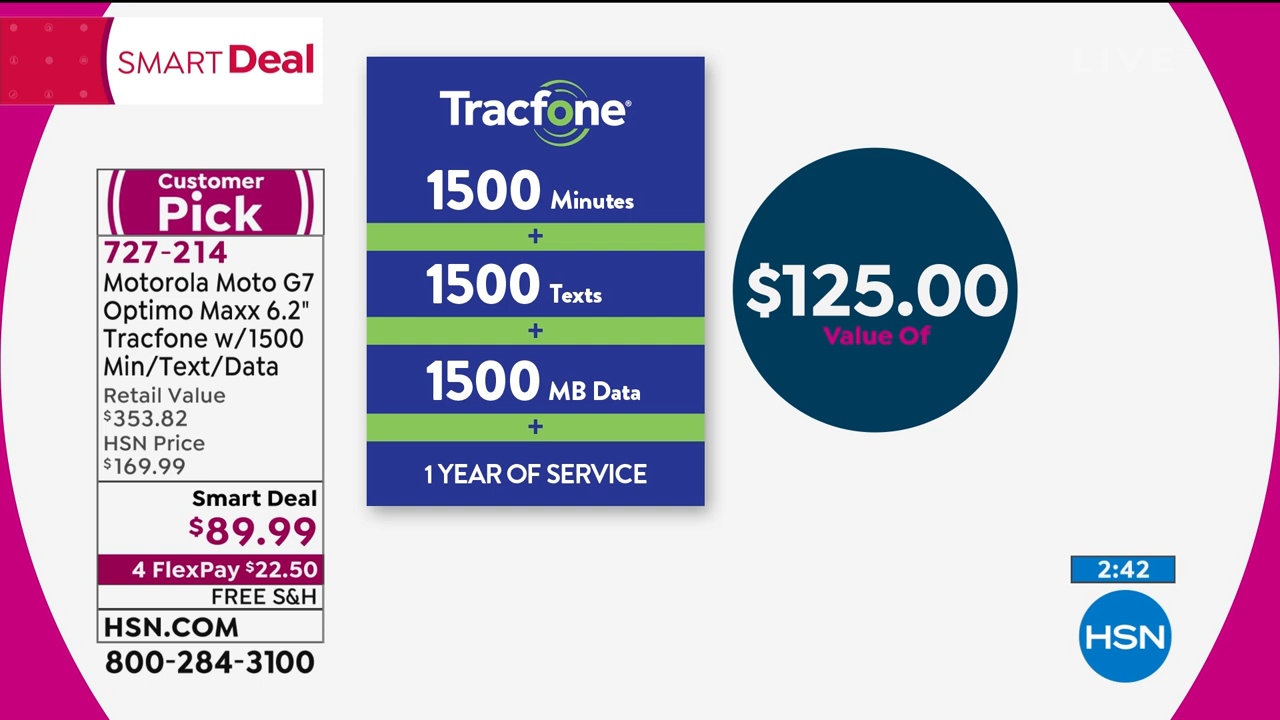 SMART Deal
LIVE
Customer
Pick
727-214
Motorola Moto G7
Optimo Maxx 6.2"
Tracfone w/1500
Min/Text/Data
Retail Value
$353.82
HSN Price
$169.99
Smart Deal
$89.99
4 FlexPay $22.50
FREE S&H
HSN.COM
800-284-3100
Tracfone®
1500 Minutes
+
1500 Texts
+
1500 MB Data
+
1 YEAR OF SERVICE
$125.00
Value Of
2:42
HSN